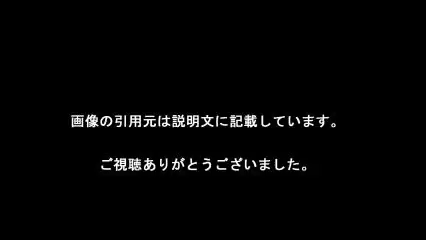 画像の引用元は説明文に記載しています。
ご視聴ありがとうございました。